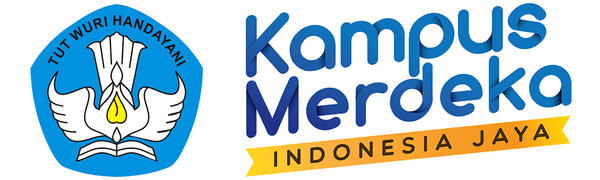 TUT WURI HANDAYANI
Kampus
Merdeka
INDONESIA JAYA